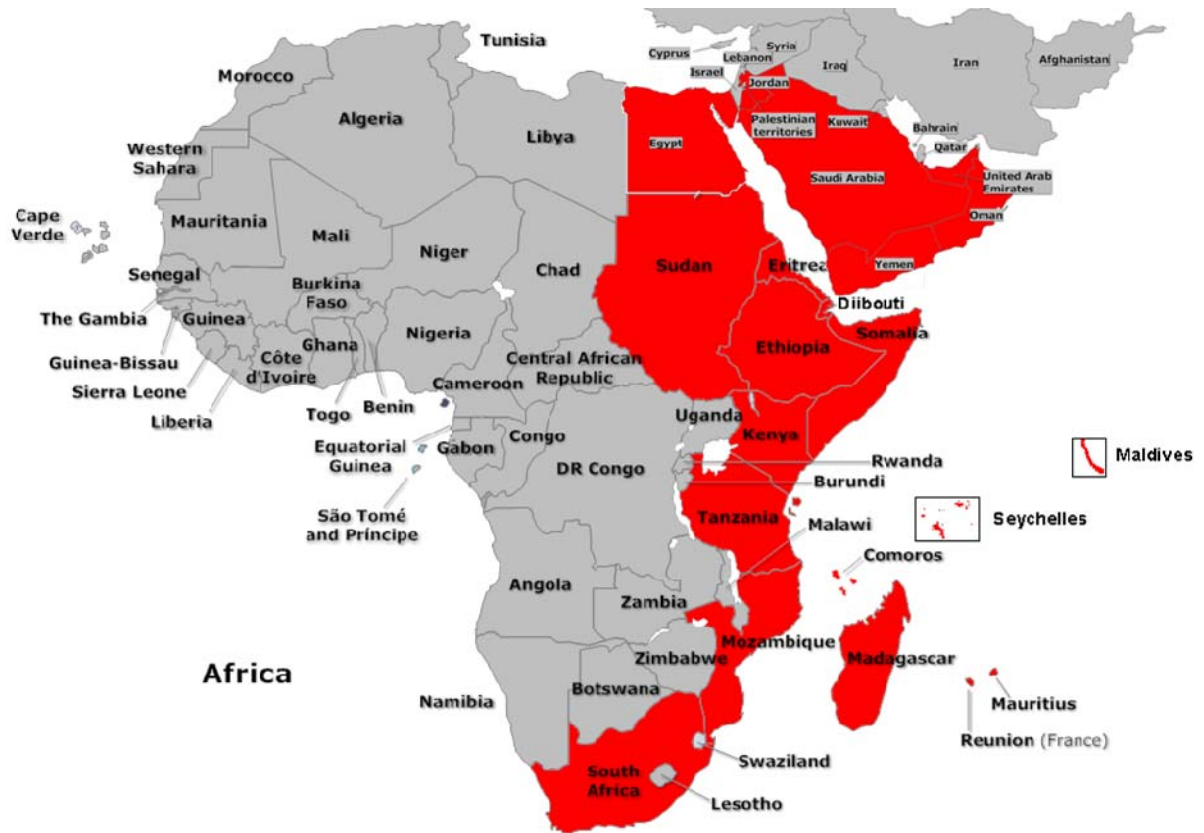 Tunisia
Morocco
Algeria
Libya
Western
Sahara
Cape
Verde
Mauritania
Mali
Niger
Chad
Senegal
Burkina
Faso
The Gambia
Guinea
Nigeria
Ghana
Guinea-Bissau
Côte
d'Ivoire
Sierra Leone
Liberia
Togo
Benin
Central African
Republic
Cameroon
Equatorial
Guinea
Gabon
Congo
DR Congo
São Tomé
and Príncipe
Angola
Zambia
Namibia
Botswana
Zimbabwe
Africa
South
Africa
Swaziland
Lesotho
Cyprus
Syria
Lebanon
Israel
Iraq
Iran
Afghanistan
Jordan
Palestinian
territories
Kuwait
Bahrain
Qatar
Egypt
Saudi Arabia
United Arab
Emirates
Oman
Yemen
Sudan
Eritrea
Diibouti
Somalia
Ethiopia
Uganda
Kenya
Rwanda
Burundi
Tanzania
Malawi
Maldives
Seychelles
Comoros
Mozambique
Madagascar
Mauritius
Reunion (France)